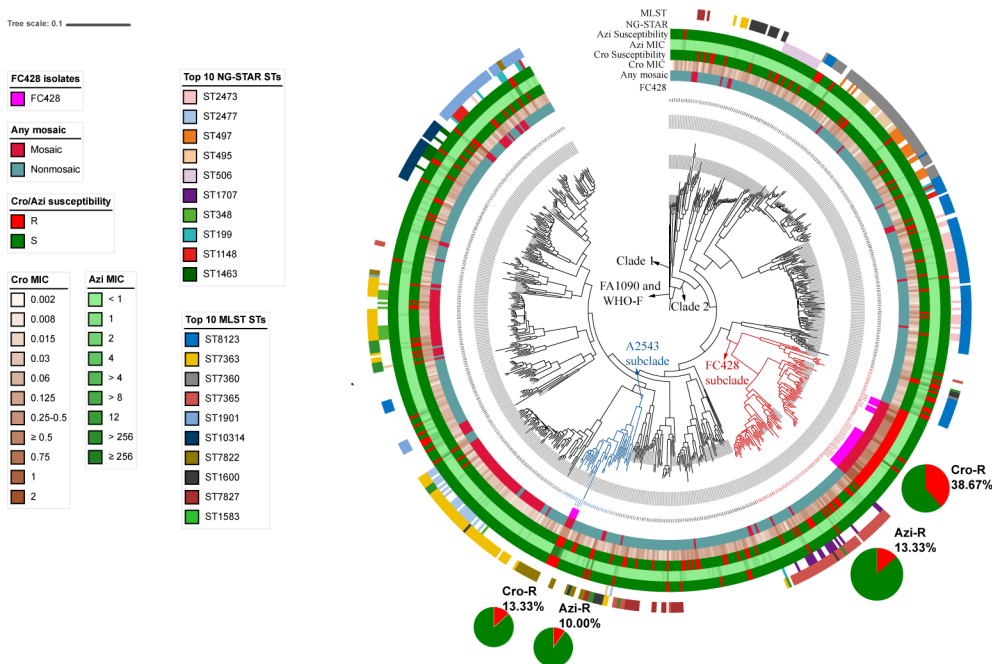 Tree scale: 0.1
FC428 isolates
FC428
Any mosaic
Mosaic
Nonmosaic
Cro/Azi susceptibility
R
S
Cro MIC
0.002
0.008
0.015
0.03
0.06
0.125
0.25-0.5
≥ 0.5
0.75
1
2
Azi MIC
< 1
1
2
4
> 4
> 8
12
> 256
≥ 256
Top 10 NG-STAR STs
ST2473
ST2477
ST497
ST495
ST506
ST1707
ST348
ST199
ST1148
ST1463
Top 10 MLST STs
ST8123
ST7363
ST7360
ST7365
ST1901
ST10314
ST7822
ST1600
ST7827
ST1583
MLST
NG-STAR
Azi Susceptibility
Azi MIC
Cro Susceptibility
Cro MIC
Any mosaic
FC428
Clade 1
FA1090 and
WHO-F
Clade 2
A2543
subclade
FC428
subclade
Cro-R
38.67%
Azi-R
13.33%
Cro-R
13.33%
Azi-R
10.00%